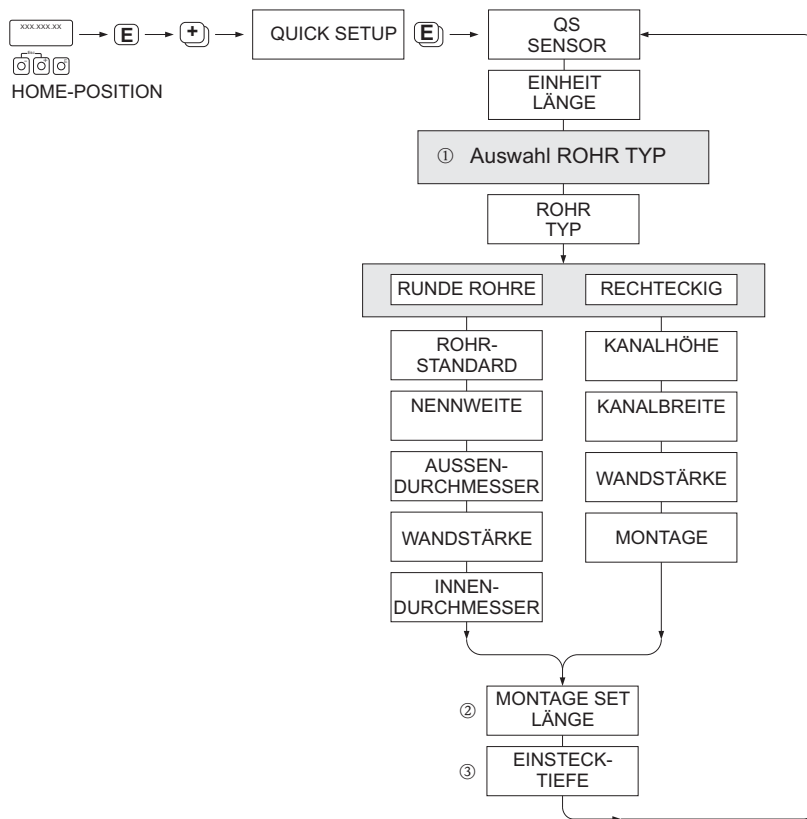 XXX.XXX.XX
Esc
E
+
QUICK SETUP
E
QS
SENSOR
HOME-POSITION
EINHEIT
LÄNGE
① Auswahl ROHR TYP
ROHR
TYP
RUNDE ROHRE
RECHTECKIG
ROHR-
STANDARD
NENNWEITE
AUSSEN-
DURCHMESSER
WANDSTÄRKE
INNEN-
DURCHMESSER
KANALHÖHE
KANALBREITE
WANDSTÄRKE
MONTAGE
② MONTAGE SET
LÄNGE
③ EINSTECK-
TIEFE